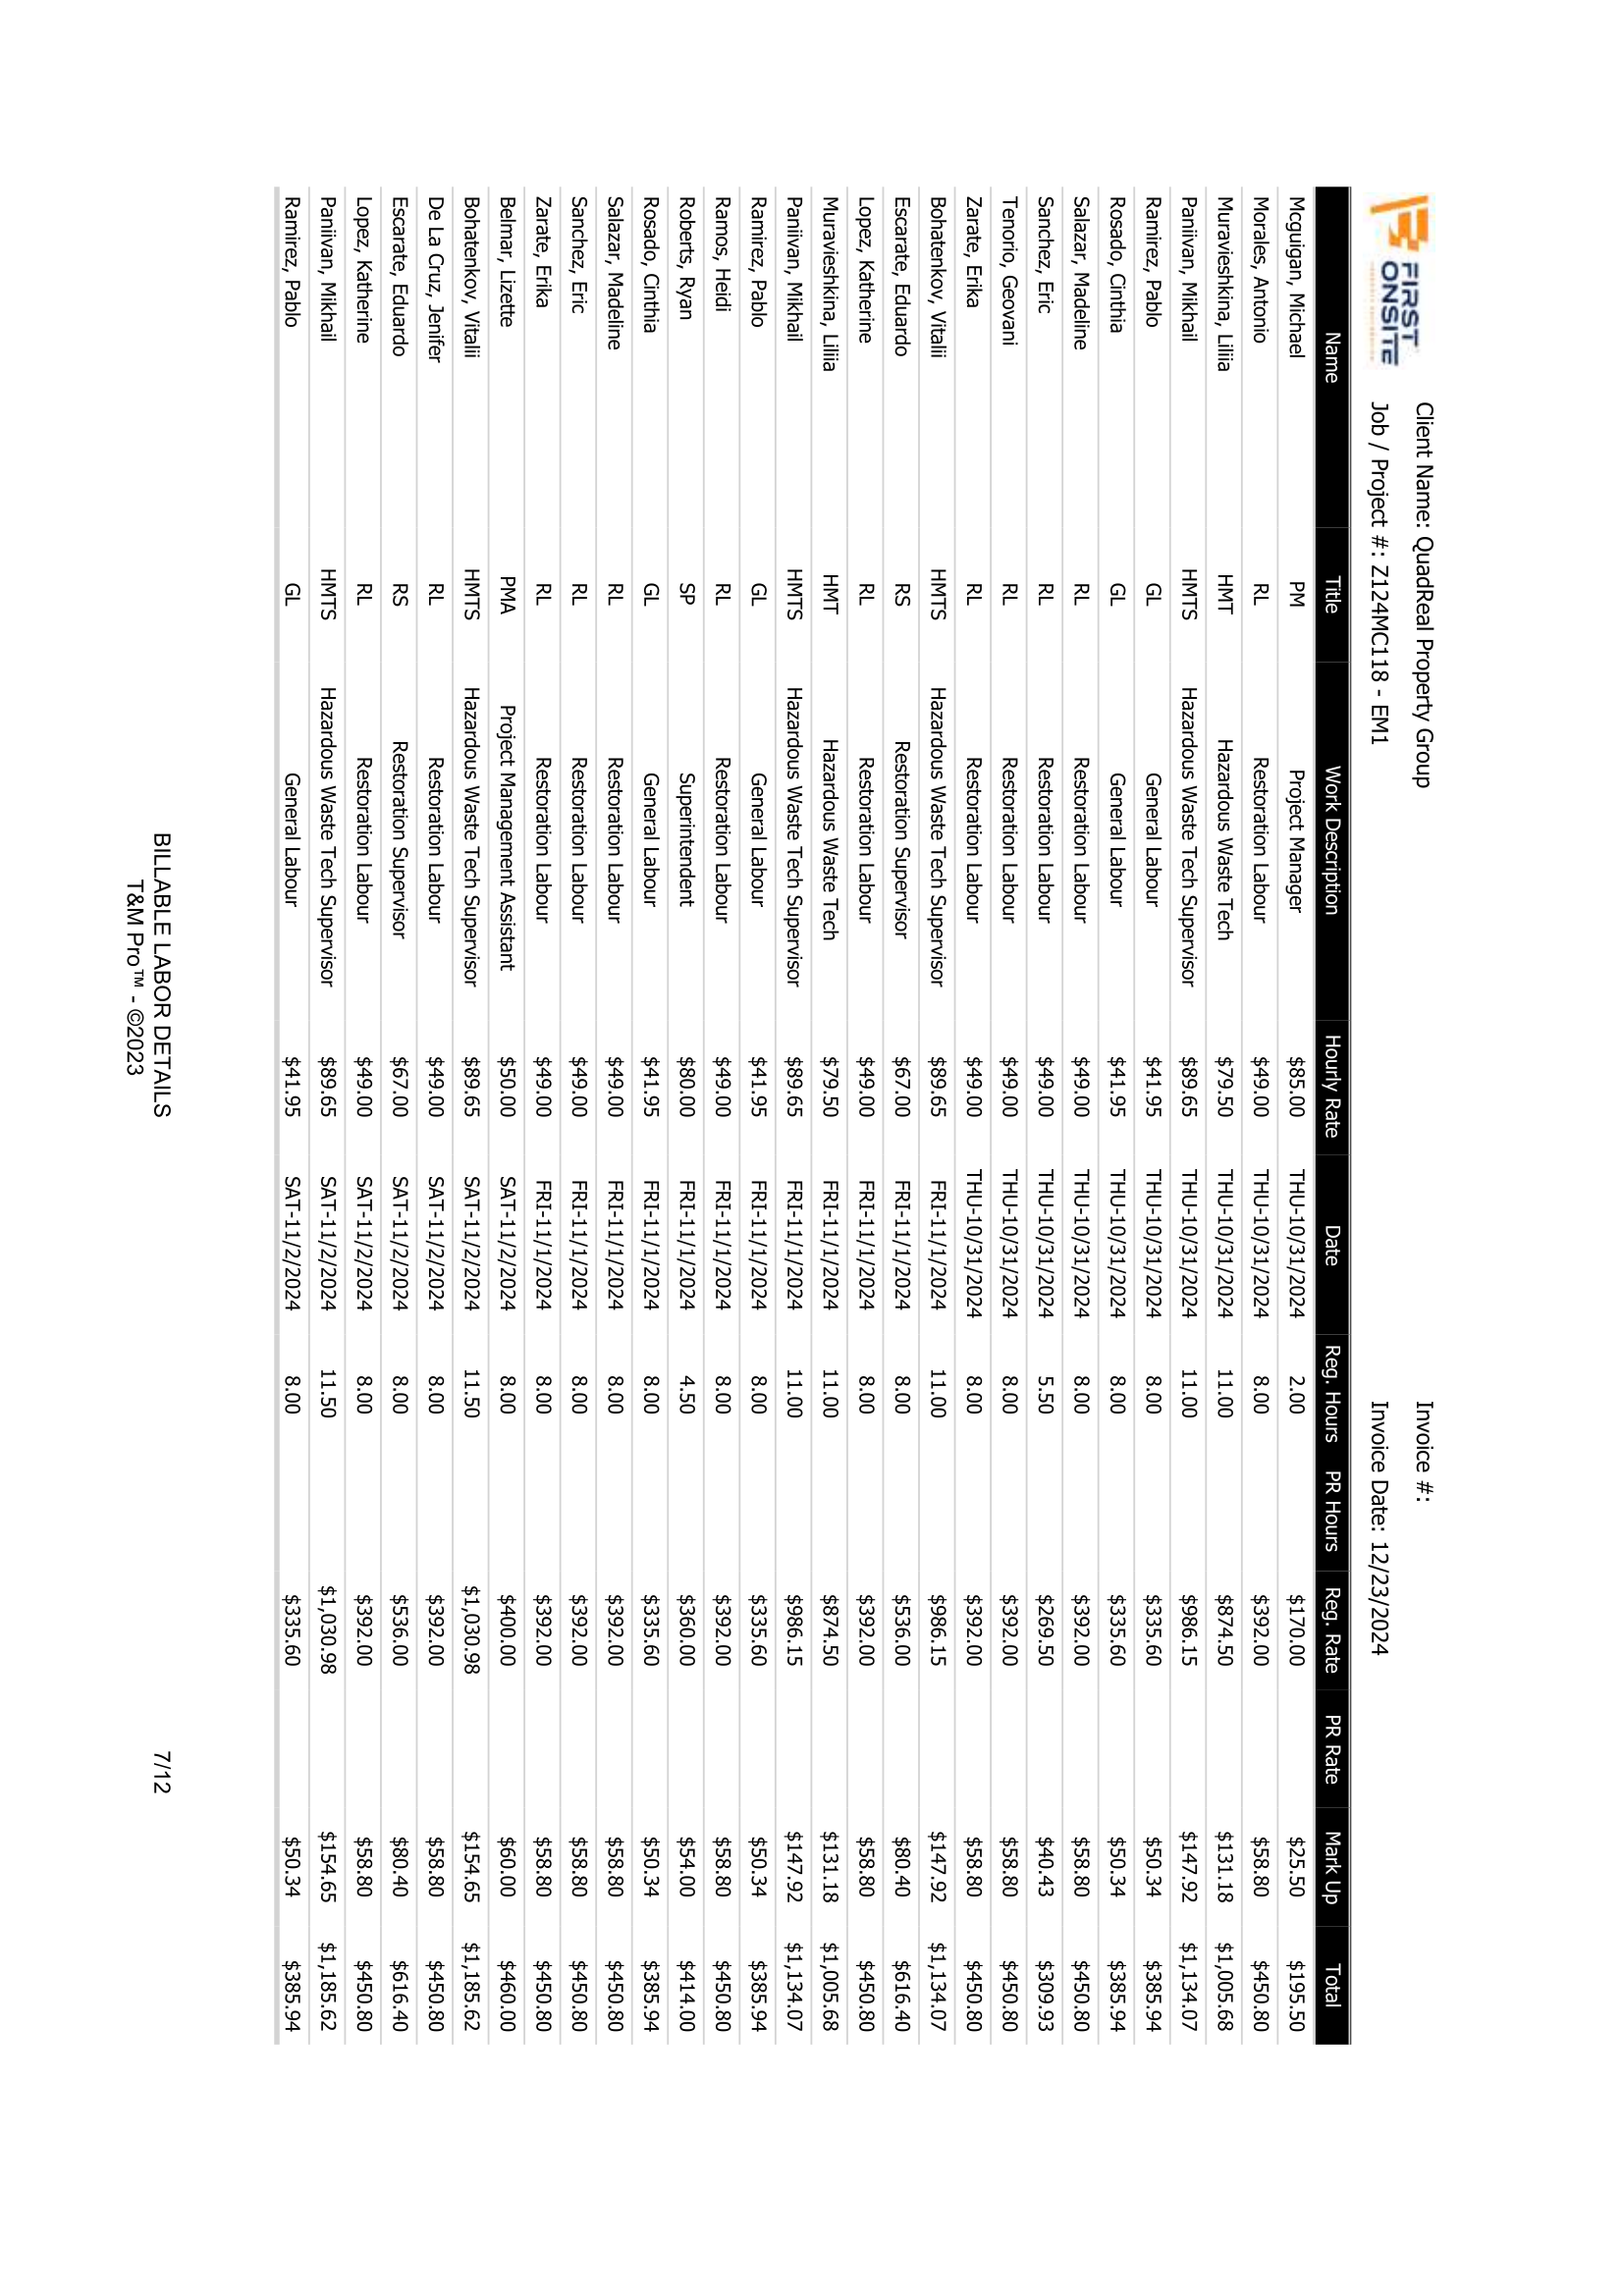 FIRST
ONSITE
Client Name: QuadReal Property Group Invoice #:
Job / Project #: Z124MC118 - EM1 Invoice Date: 12/23/2024
Name Title Work Description Hourly Rate Date Reg. Hours PR Hours Reg. Rate PR Rate Mark Up Total
Mcguigan, Michael PM Project Manager $85.00 THU-10/31/2024 2.00 $170.00 $25.50 $195.50
Morales, Antonio RL Restoration Labour $49.00 THU-10/31/2024 8.00 $392.00 $58.80 $450.80
Muravieshkina, Liliia HMT Hazardous Waste Tech $79.50 THU-10/31/2024 11.00 $874.50 $131.18 $1,005.68
Paniivan, Mikhail HMTS Hazardous Waste Tech Supervisor $89.65 THU-10/31/2024 11.00 $986.15 $147.92 $1,134.07
Ramirez, Pablo GL General Labour $41.95 THU-10/31/2024 8.00 $335.60 $50.34 $385.94
Rosado, Cinthia GL General Labour $41.95 THU-10/31/2024 8.00 $335.60 $50.34 $385.94
Salazar, Madeline RL Restoration Labour $49.00 THU-10/31/2024 8.00 $392.00 $58.80 $450.80
Sanchez, Eric RL Restoration Labour $49.00 THU-10/31/2024 5.50 $269.50 $40.43 $309.93
Tenorio, Geovani RL Restoration Labour $49.00 THU-10/31/2024 8.00 $392.00 $58.80 $450.80
Zarate, Erika RL Restoration Labour $49.00 THU-10/31/2024 8.00 $392.00 $58.80 $450.80
Bohatenkov, Vitalii HMTS Hazardous Waste Tech Supervisor $89.65 FRI-11/1/2024 11.00 $986.15 $147.92 $1,134.07
Escarate, Eduardo RS Restoration Supervisor $67.00 FRI-11/1/2024 8.00 $536.00 $80.40 $616.40
Lopez, Katherine RL Restoration Labour $49.00 FRI-11/1/2024 8.00 $392.00 $58.80 $450.80
Muravieshkina, Liliia HMT Hazardous Waste Tech $79.50 FRI-11/1/2024 11.00 $874.50 $131.18 $1,005.68
Paniivan, Mikhail HMTS Hazardous Waste Tech Supervisor $89.65 FRI-11/1/2024 11.00 $986.15 $147.92 $1,134.07
Ramirez, Pablo GL General Labour $41.95 FRI-11/1/2024 8.00 $335.60 $50.34 $385.94
Ramos, Heidi RL Restoration Labour $49.00 FRI-11/1/2024 8.00 $392.00 $58.80 $450.80
Roberts, Ryan SP Superintendent $80.00 FRI-11/1/2024 4.50 $360.00 $54.00 $414.00
Rosado, Cinthia GL General Labour $41.95 FRI-11/1/2024 8.00 $335.60 $50.34 $385.94
Salazar, Madeline RL Restoration Labour $49.00 FRI-11/1/2024 8.00 $392.00 $58.80 $450.80
Sanchez, Eric RL Restoration Labour $49.00 FRI-11/1/2024 8.00 $392.00 $58.80 $450.80
Zarate, Erika RL Restoration Labour $49.00 FRI-11/1/2024 8.00 $392.00 $58.80 $450.80
Belmar, Lizette PMA Project Management Assistant $50.00 SAT-11/2/2024 8.00 $400.00 $60.00 $460.00
Bohatenkov, Vitalii HMTS Hazardous Waste Tech Supervisor $89.65 SAT-11/2/2024 11.50 $1,030.98 $154.65 $1,185.62
De La Cruz, Jenifer RL Restoration Labour $49.00 SAT-11/2/2024 8.00 $392.00 $58.80 $450.80
Escarate, Eduardo RS Restoration Supervisor $67.00 SAT-11/2/2024 8.00 $536.00 $80.40 $616.40
Lopez, Katherine RL Restoration Labour $49.00 SAT-11/2/2024 8.00 $392.00 $58.80 $450.80
Paniivan, Mikhail HMTS Hazardous Waste Tech Supervisor $89.65 SAT-11/2/2024 11.50 $1,030.98 $154.65 $1,185.62
Ramirez, Pablo GL General Labour $41.95 SAT-11/2/2024 8.00 $335.60 $50.34 $385.94
BILLABLE LABOR DETAILS 7/12
T&M Pro™ - ©2023